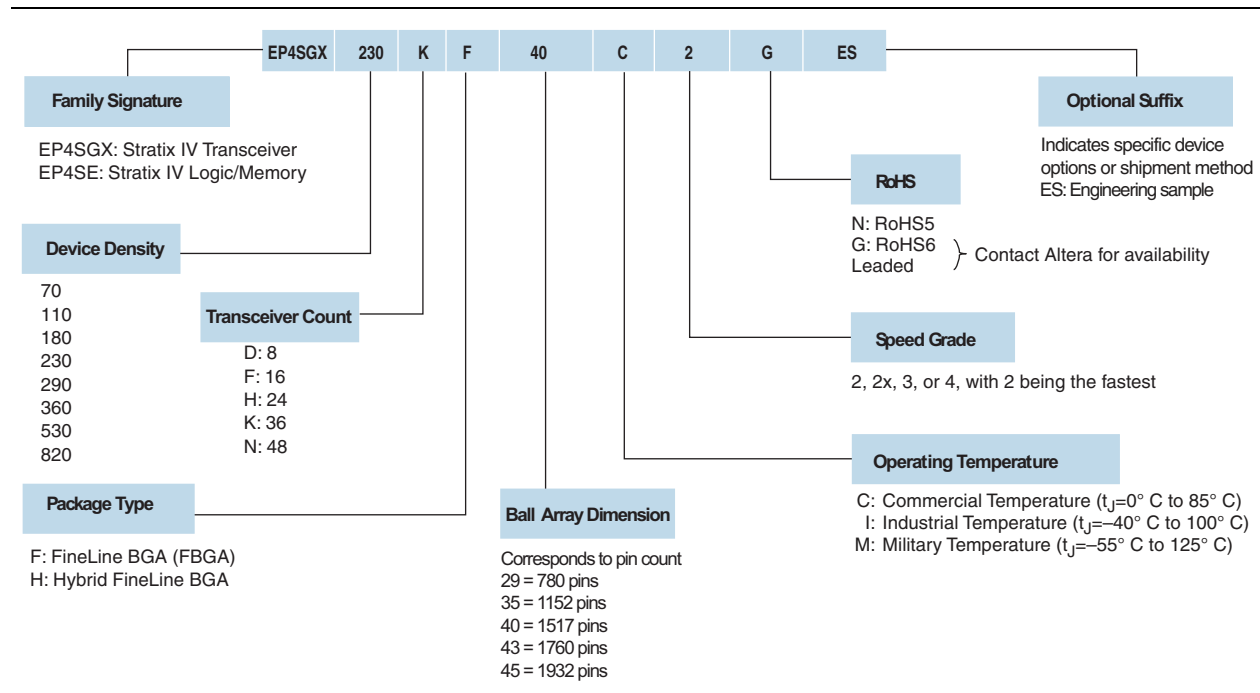 EP4SGX 230 K F 40 C 2 G ES
Family Signature
EP4SGX: Stratix IV Transceiver
EP4SE: Stratix IV Logic/Memory
Optional Suffix
Indicates specific device
options or shipment method
ES: Engineering sample
RoHS
N: RoHS5
G: RoHS6
Leaded
Contact Altera for availability
Device Density
70
110
180
230
290
360
530
820
Transceiver Count
D: 8
F: 16
H: 24
K: 36
N: 48
Speed Grade
2, 2x, 3, or 4, with 2 being the fastest
Operating Temperature
C: Commercial Temperature (tJ=0° C to 85° C)
I: Industrial Temperature (tJ=–40° C to 100° C)
M: Military Temperature (tJ=–55° C to 125° C)
Package Type
F: FineLine BGA (FBGA)
H: Hybrid FineLine BGA
Ball Array Dimension
Corresponds to pin count
29 = 780 pins
35 = 1152 pins
40 = 1517 pins
43 = 1760 pins
45 = 1932 pins